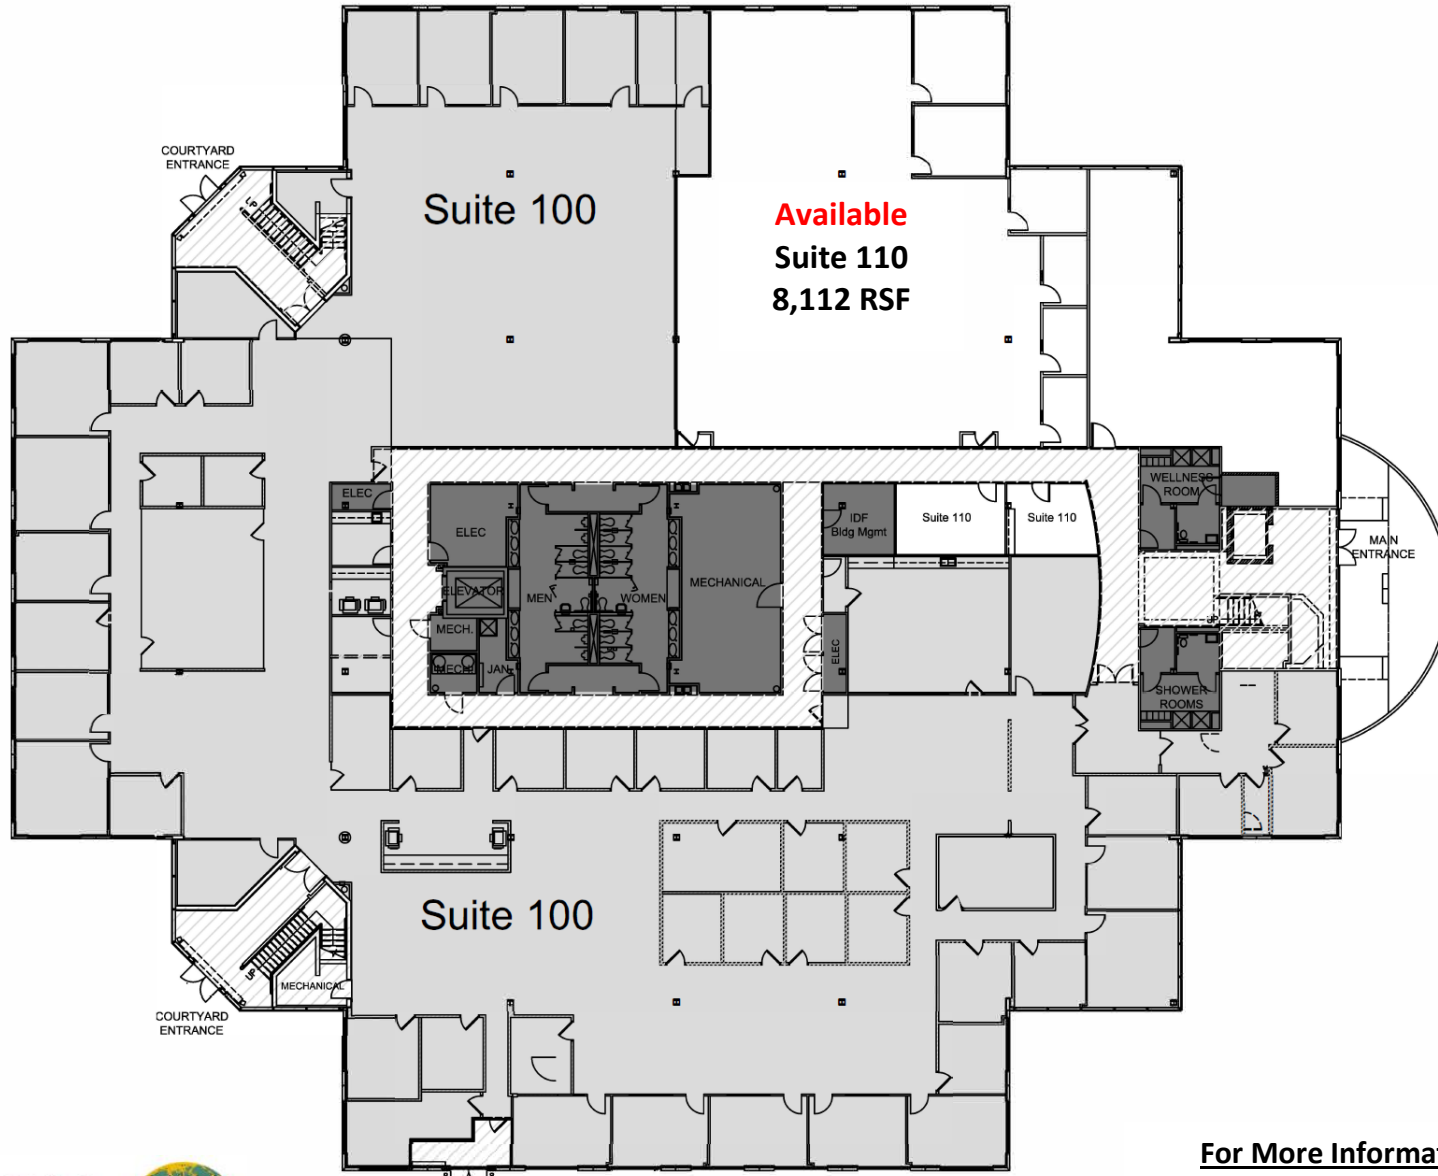 COURTYARD
ENTRANCE
UP
Suite 100
Available
Suite 110
8,112 RSF
ELEC
ELEC
ELEVATOR
MECH.
MECH.
JAN.
MEN
WOMEN
MECHANICAL
IDF
Bldg Mgmt
Suite 110
Suite 110
ELEC
WELLNESS
ROOM
MAIN
ENTRANCE
UP
SHOWER
ROOMS
Suite 100
UP
MECHANICAL
COURTYARD
ENTRANCE
For More Informat